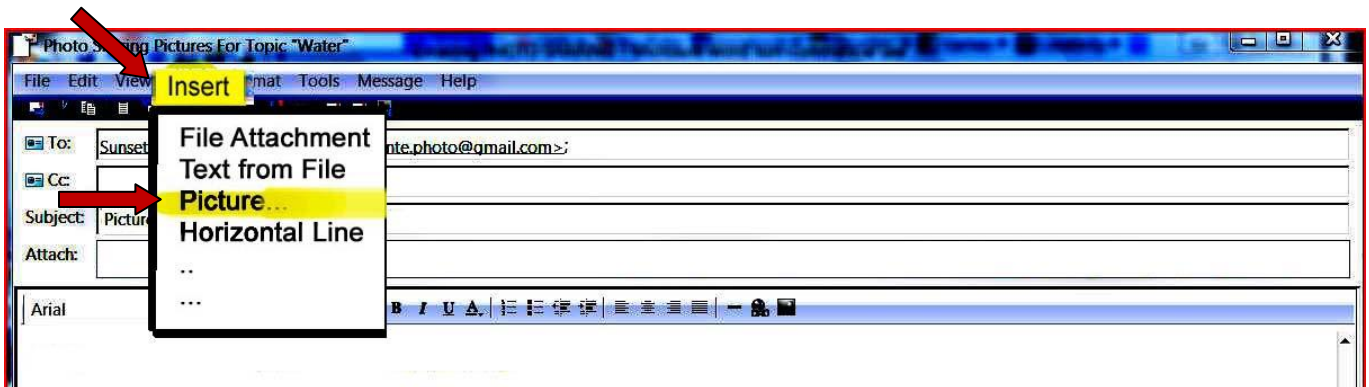 Photo Sharing Pictures For Topic "Water"
File Edit View Insert mat Tools Message Help
To: Sunset nte.photo@gmail.com>;
Cc:
Subject: Picture
Attach:
File Attachment
Text from File
Picture...
Horizontal Line
..
...
Arial B I U A